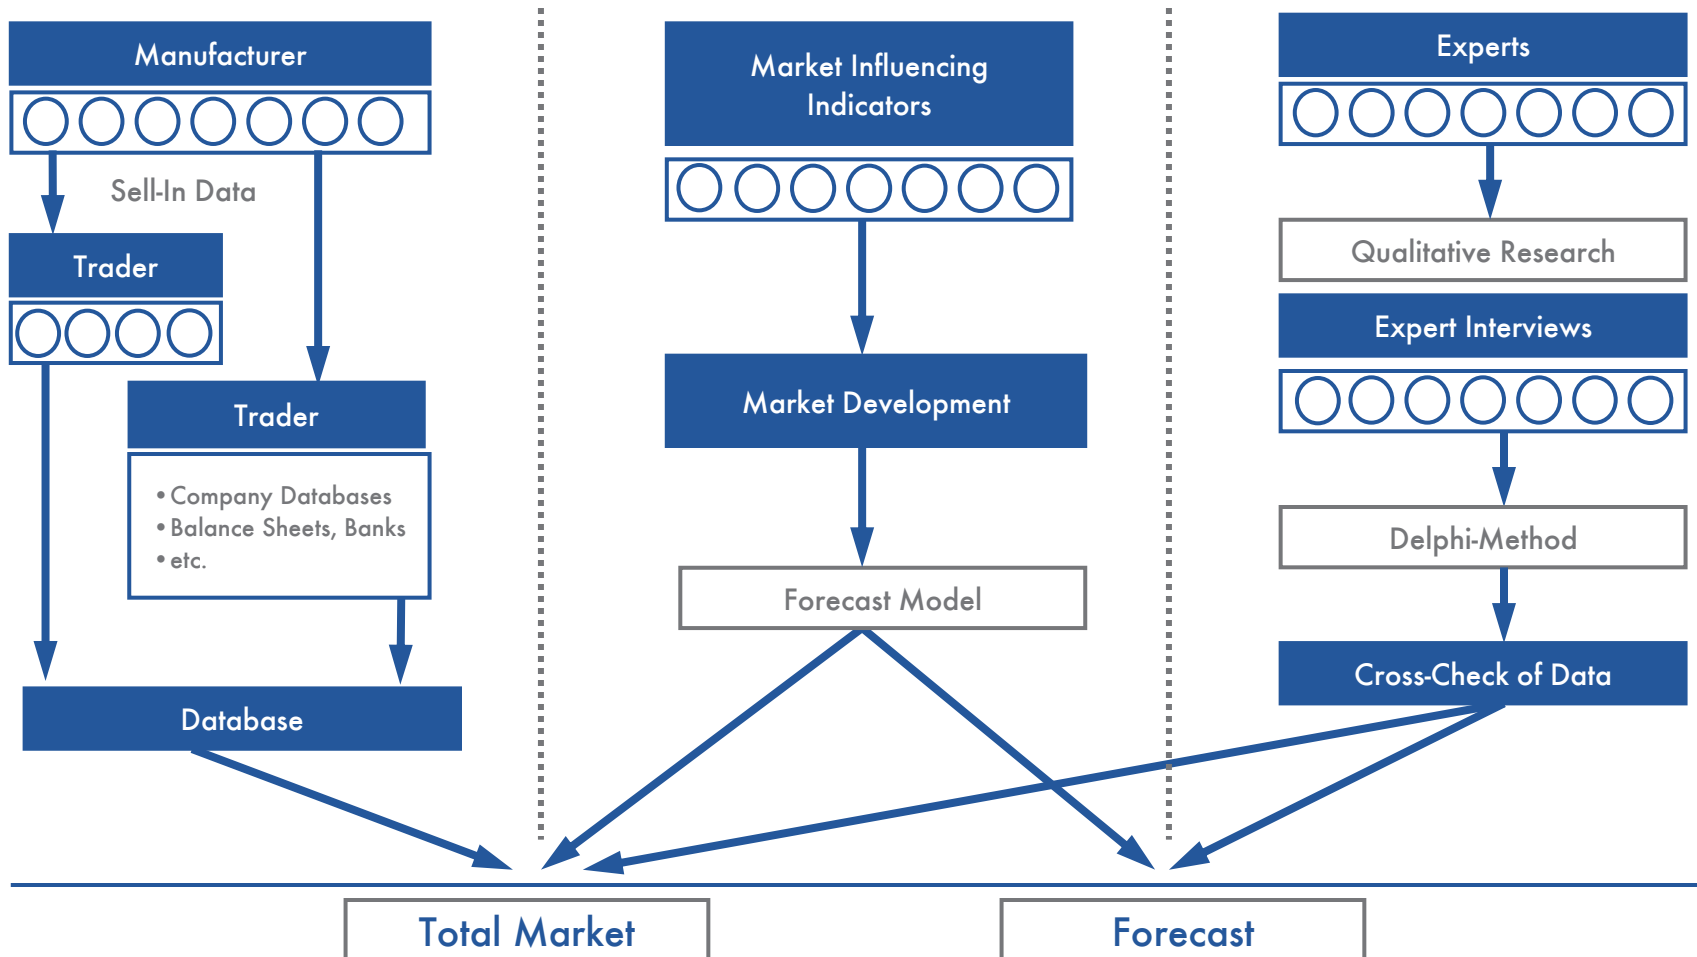 Manufacturer
Sell-In Data
Trader
Trader
• Company Databases
• Balance Sheets, Banks
• etc.
Database
Market Influencing
Indicators
Market Development
Forecast Model
Experts
Qualitative Research
Expert Interviews
Delphi-Method
Cross-Check of Data
Total Market
Forecast